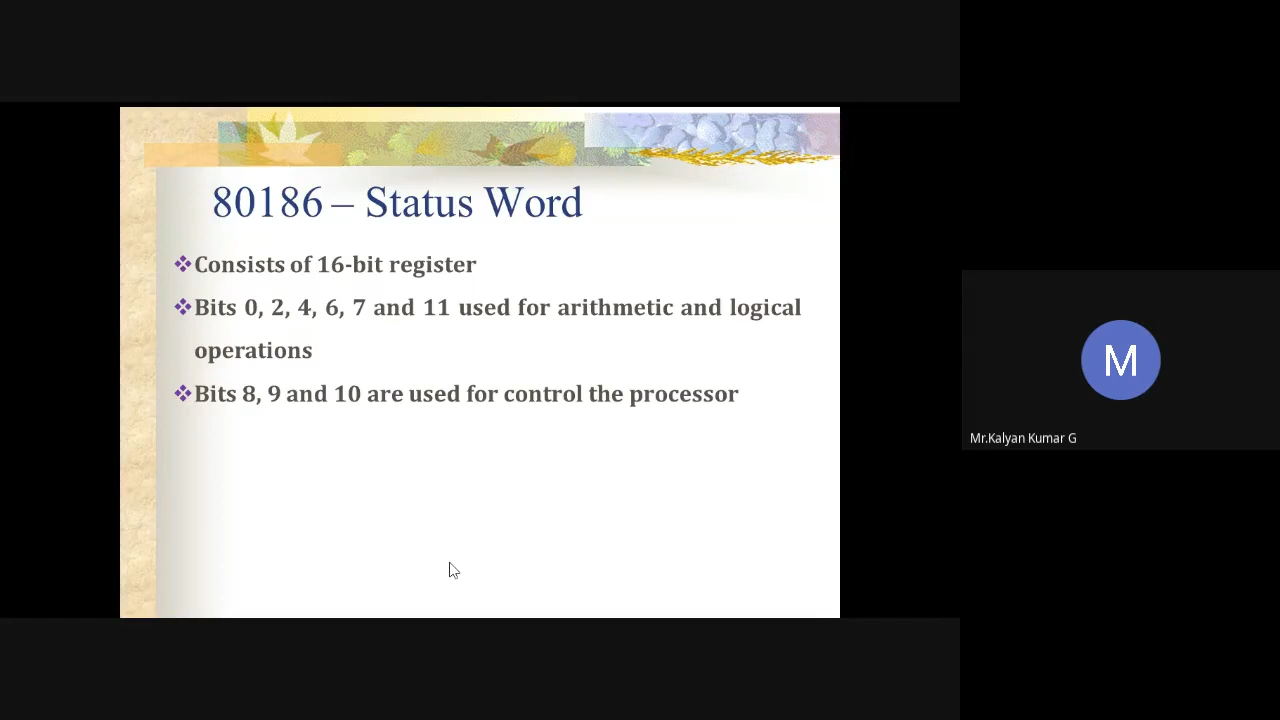 80186 – Status Word
❖Consists of 16-bit register
❖Bits 0, 2, 4, 6, 7 and 11 used for arithmetic and logical
operations
❖Bits 8, 9 and 10 are used for control the processor
M
Mr.Kalyan Kumar G